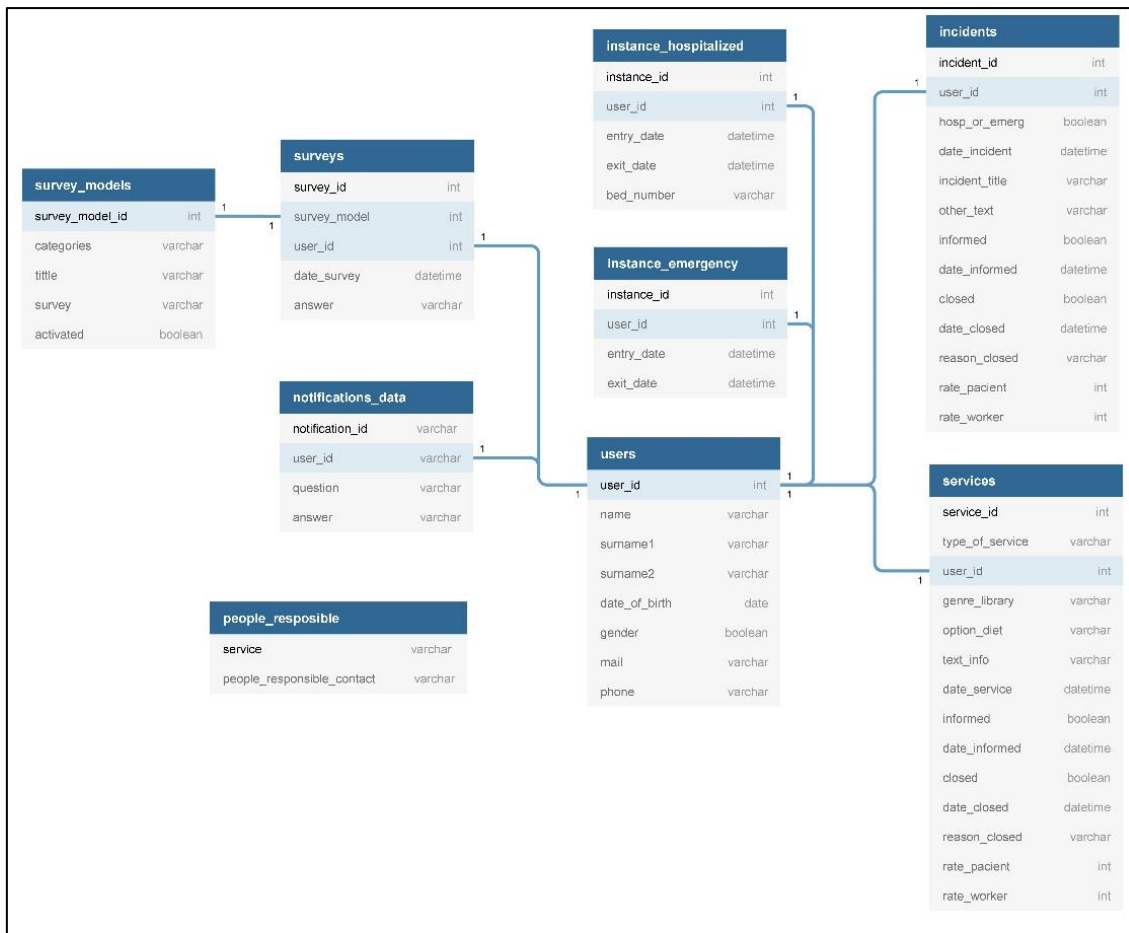 survey_models
survey_model_id int
categories varchar
tittle varchar
survey varchar
activated boolean
1
1
surveys
survey_id int
survey_model int
user_id int
date_survey datetime
answer varchar
1
notifications_data
notification_id varchar
user_id varchar
question varchar
answer varchar
1
people_resposible
service varchar
people_responsible_contact varchar
instance_hospitalized
instance_id int
user_id int
entry_date datetime
exit_date datetime
bed_number varchar
1
Instance_emergency
instance_id int
user_id int
entry_date datetime
exit_date datetime
1
users
user_id int
name varchar
surname1 varchar
surname2 varchar
date_of_birth date
gender boolean
mail varchar
phone varchar
1
1
1
incidents
incident_id int
user_id int
hosp_or_emerg boolean
date_incident datetime
incident_title varchar
other_text varchar
informed boolean
date_informed datetime
closed boolean
date_closed datetime
reason_closed varchar
rate_pacient int
rate_worker int
1
services
service_id int
type_of_service varchar
user_id int
genre_library varchar
option_diet varchar
text_info varchar
date_service datetime
informed boolean
date_informed datetime
closed boolean
date_closed datetime
reason_closed varchar
rate_pacient int
rate_worker int
1